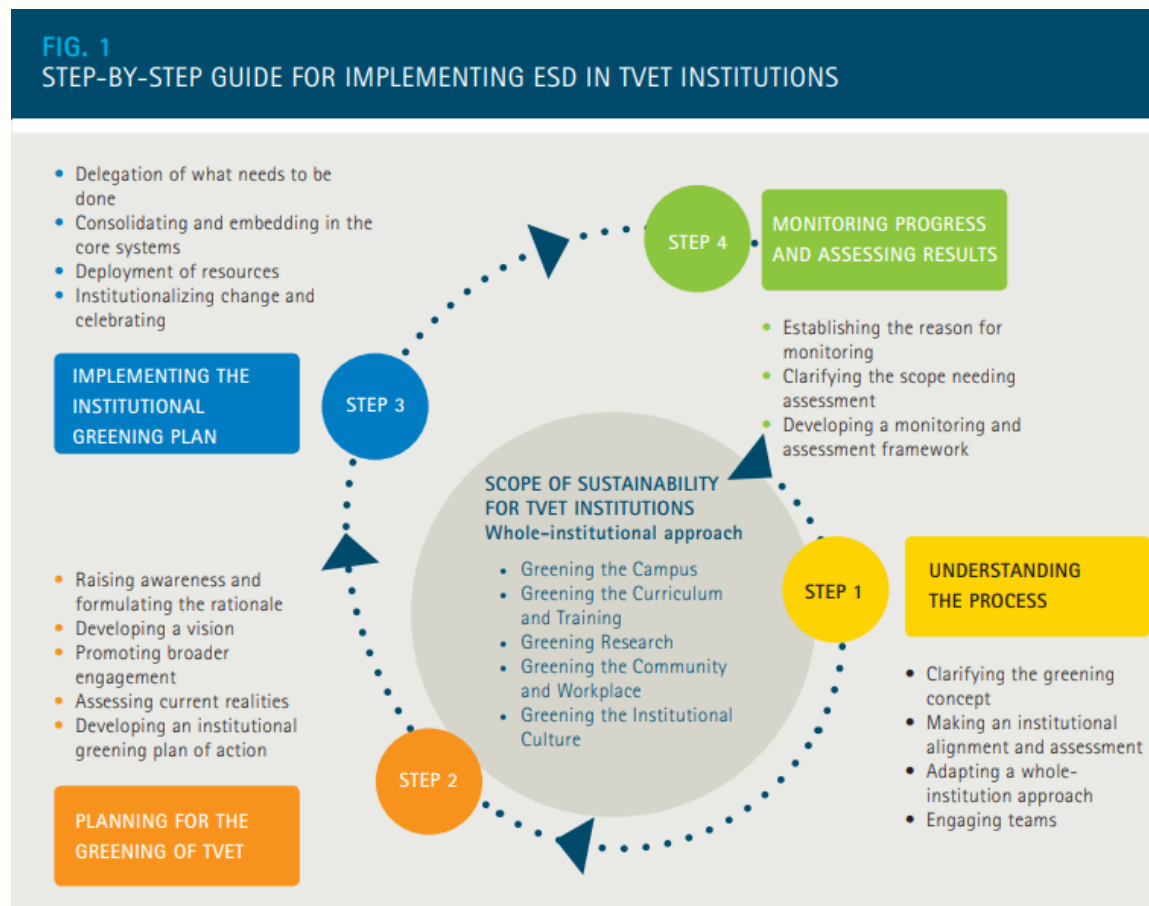 FIG. 1
STEP-BY-STEP GUIDE FOR IMPLEMENTING ESD IN TVET INSTITUTIONS
• Delegation of what needs to be
done
• Consolidating and embedding in the
core systems
• Deployment of resources
• Institutionalizing change and
celebrating
IMPLEMENTING THE
INSTITUTIONAL
GREENING PLAN
STEP 3
STEP 4
MONITORING PROGRESS
AND ASSESSING RESULTS
• Establishing the reason for
monitoring
• Clarifying the scope needing
assessment
• Developing a monitoring and
assessment framework
SCOPE OF SUSTAINABILITY
FOR TVET INSTITUTIONS
Whole-institutional approach
• Greening the Campus
• Greening the Curriculum
and Training
• Greening Research
• Greening the Community
and Workplace
• Greening the Institutional
Culture
STEP 1
UNDERSTANDING
THE PROCESS
• Clarifying the greening
concept
• Making an institutional
alignment and assessment
• Adapting a whole-
institution approach
• Engaging teams
• Raising awareness and
formulating the rationale
• Developing a vision
• Promoting broader
engagement
• Assessing current realities
• Developing an institutional
greening plan of action
STEP 2
PLANNING FOR THE
GREENING OF TVET